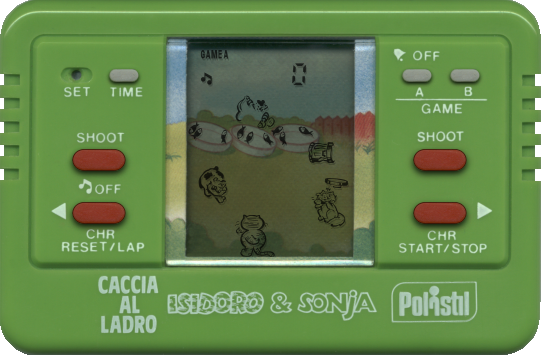 GAME A
0
OFF
SET TIME
A B
GAME
SHOOT
SHOOT
OFF
CHR
RESET/LAP
CHR
START/STOP
CACCIA
AL
LADRO
ISIDORO & SONJA
Polistil